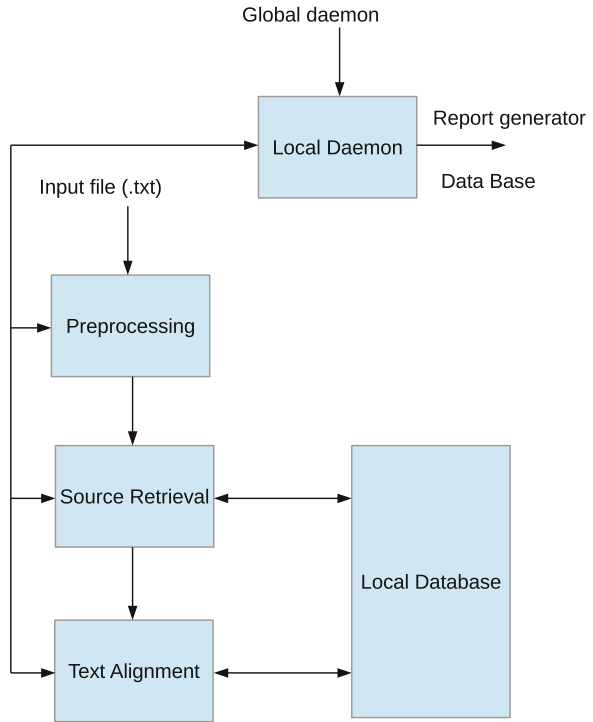 Global daemon
Report generator
Local Daemon
Data Base
Input file (.txt)
Preprocessing
Source Retrieval
Local Database
Text Alignment